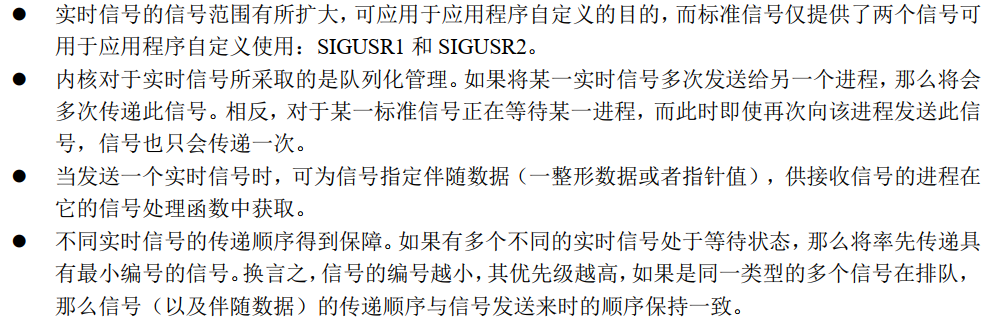 ● 实时信号的信号范围有所扩大，可应用于应用程序自定义的目的，而标准信号仅提供了两个信号可
用于应用程序自定义使用：SIGUSR1 和 SIGUSR2。
● 内核对于实时信号所采取的是队列化管理。如果将某一实时信号多次发送给另一个进程，那么将会
多次传递此信号。相反，对于某一标准信号正在等待某一进程，而此时即使再次向该进程发送此信
号，信号也只会传递一次。
● 当发送一个实时信号时，可为信号指定伴随数据（一整形数据或者指针值），供接收信号的进程在
它的信号处理函数中获取。
● 不同实时信号的传递顺序得到保障。如果有多个不同的实时信号处于等待状态，那么将率先传递具
有最小编号的信号。换言之，信号的编号越小，其优先级越高，如果是同一类型的多个信号在排队，
那么信号（以及伴随数据）的传递顺序与信号发送来时的顺序保持一致。